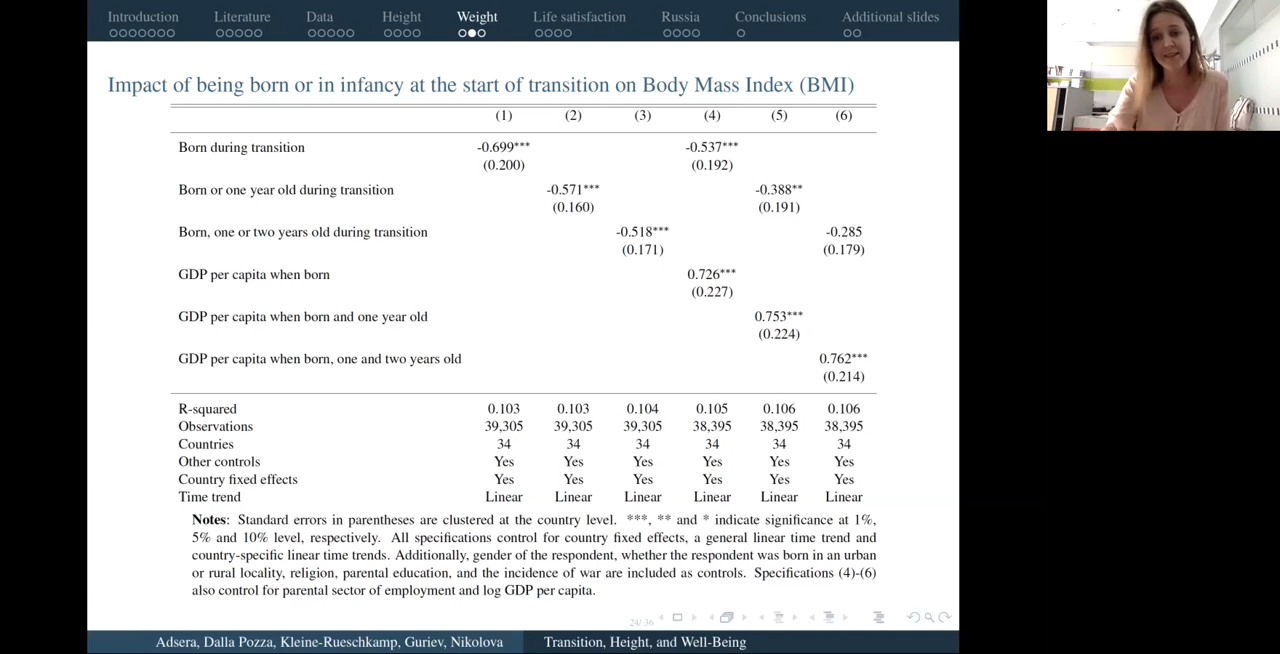 Introduction Literature Data Height Weight Life satisfaction Russia Conclusions Additional slides
Impact of being born or in infancy at the start of transition on Body Mass Index (BMI)
(1) (2) (3) (4) (5) (6)
Born during transition -0.699*** -0.537***
(0.200) (0.192)
Born or one year old during transition -0.571*** -0.388**
(0.160) (0.191)
Born, one or two years old during transition -0.518*** -0.285
(0.171) (0.179)
GDP per capita when born 0.726***
(0.227)
GDP per capita when born and one year old 0.753***
(0.224)
GDP per capita when born, one and two years old 0.762***
(0.214)
R-squared 0.103 0.103 0.104 0.105 0.106 0.106
Observations 39,305 39,305 39,305 38,395 38,395 38,395
Countries 34 34 34 34 34 34
Other controls Yes Yes Yes Yes Yes Yes
Country fixed effects Yes Yes Yes Yes Yes Yes
Time trend Linear Linear Linear Linear Linear Linear
Notes: Standard errors in parentheses are clustered at the country level. ***, ** and * indicate significance at 1%,
5% and 10% level, respectively. All specifications control for country fixed effects, a general linear time trend and
country-specific linear time trends. Additionally, gender of the respondent, whether the respondent was born in an urban
or rural locality, religion, parental education, and the incidence of war are included as controls. Specifications (4)-(6)
also control for parental sector of employment and log GDP per capita.
24/ 36
Adsera, Dalla Pozza, Kleine-Rueschkamp, Guriev, Nikolova Transition, Height, and Well-Being